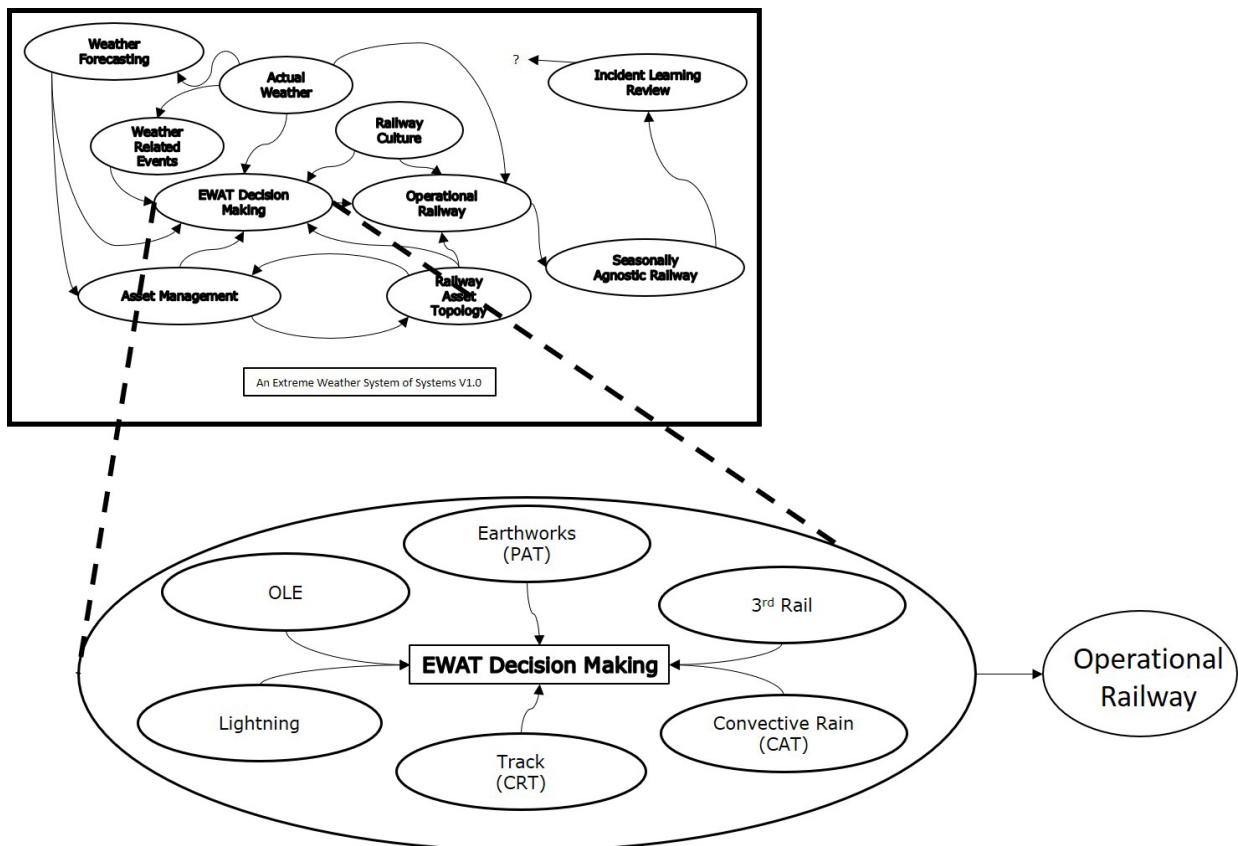 Weather
Forecasting
Actual
Weather
?
Incident Learning
Review
Weather
Related
Events
Railway
Culture
EWAT Decision
Making
Operational
Railway
Seasonally
Agnostic Railway
Asset Management
Railway
Asset
Topology
An Extreme Weather System of Systems V1.0
Earthworks
(PAT)
OLE
3rd Rail
EWAT Decision Making
Lightning
Convective Rain
(CAT)
Track
(CRT)
Operational
Railway